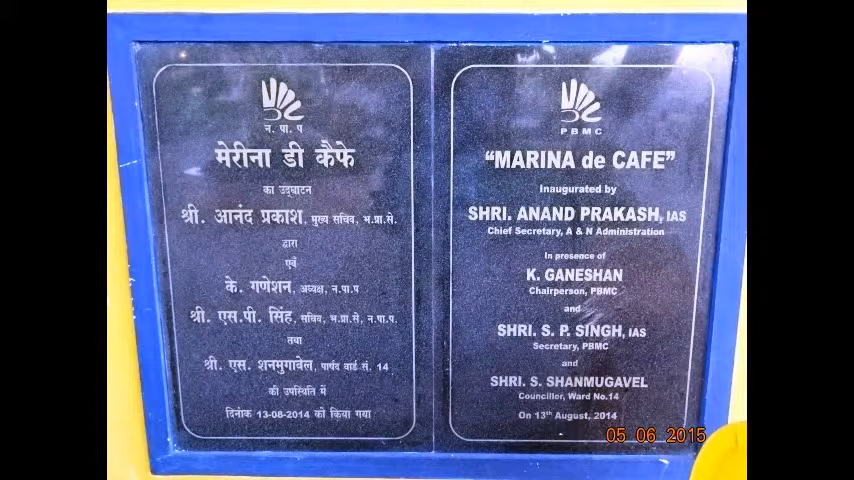 न. पा. प
मेरीना डी कैफे
का उद्घाटन
श्री. आनंद प्रकाश, मुख्य सचिव, भ.प्रा.से.
द्वारा
एवं
के. गणेशन, अध्यक्ष, न.पा.प
श्री. एस.पी. सिंह, सचिव, भ.प्रा.से, न.पा.प.
तथा
श्री. एस. शनमुगावेल, पार्षद वार्ड सं. 14
की उपस्थिति में
दिनांक 13-08-2014 को किया गया
PBMC
“MARINA de CAFE”
Inaugurated by
SHRI. ANAND PRAKASH, IAS
Chief Secretary, A & N Administration
In presence of
K. GANESHAN
Chairperson, PBMC
and
SHRI. S. P. SINGH, IAS
Secretary, PBMC
and
SHRI. S. SHANMUGAVEL
Councillor, Ward No.14
On 13th August, 2014
05 06 2015